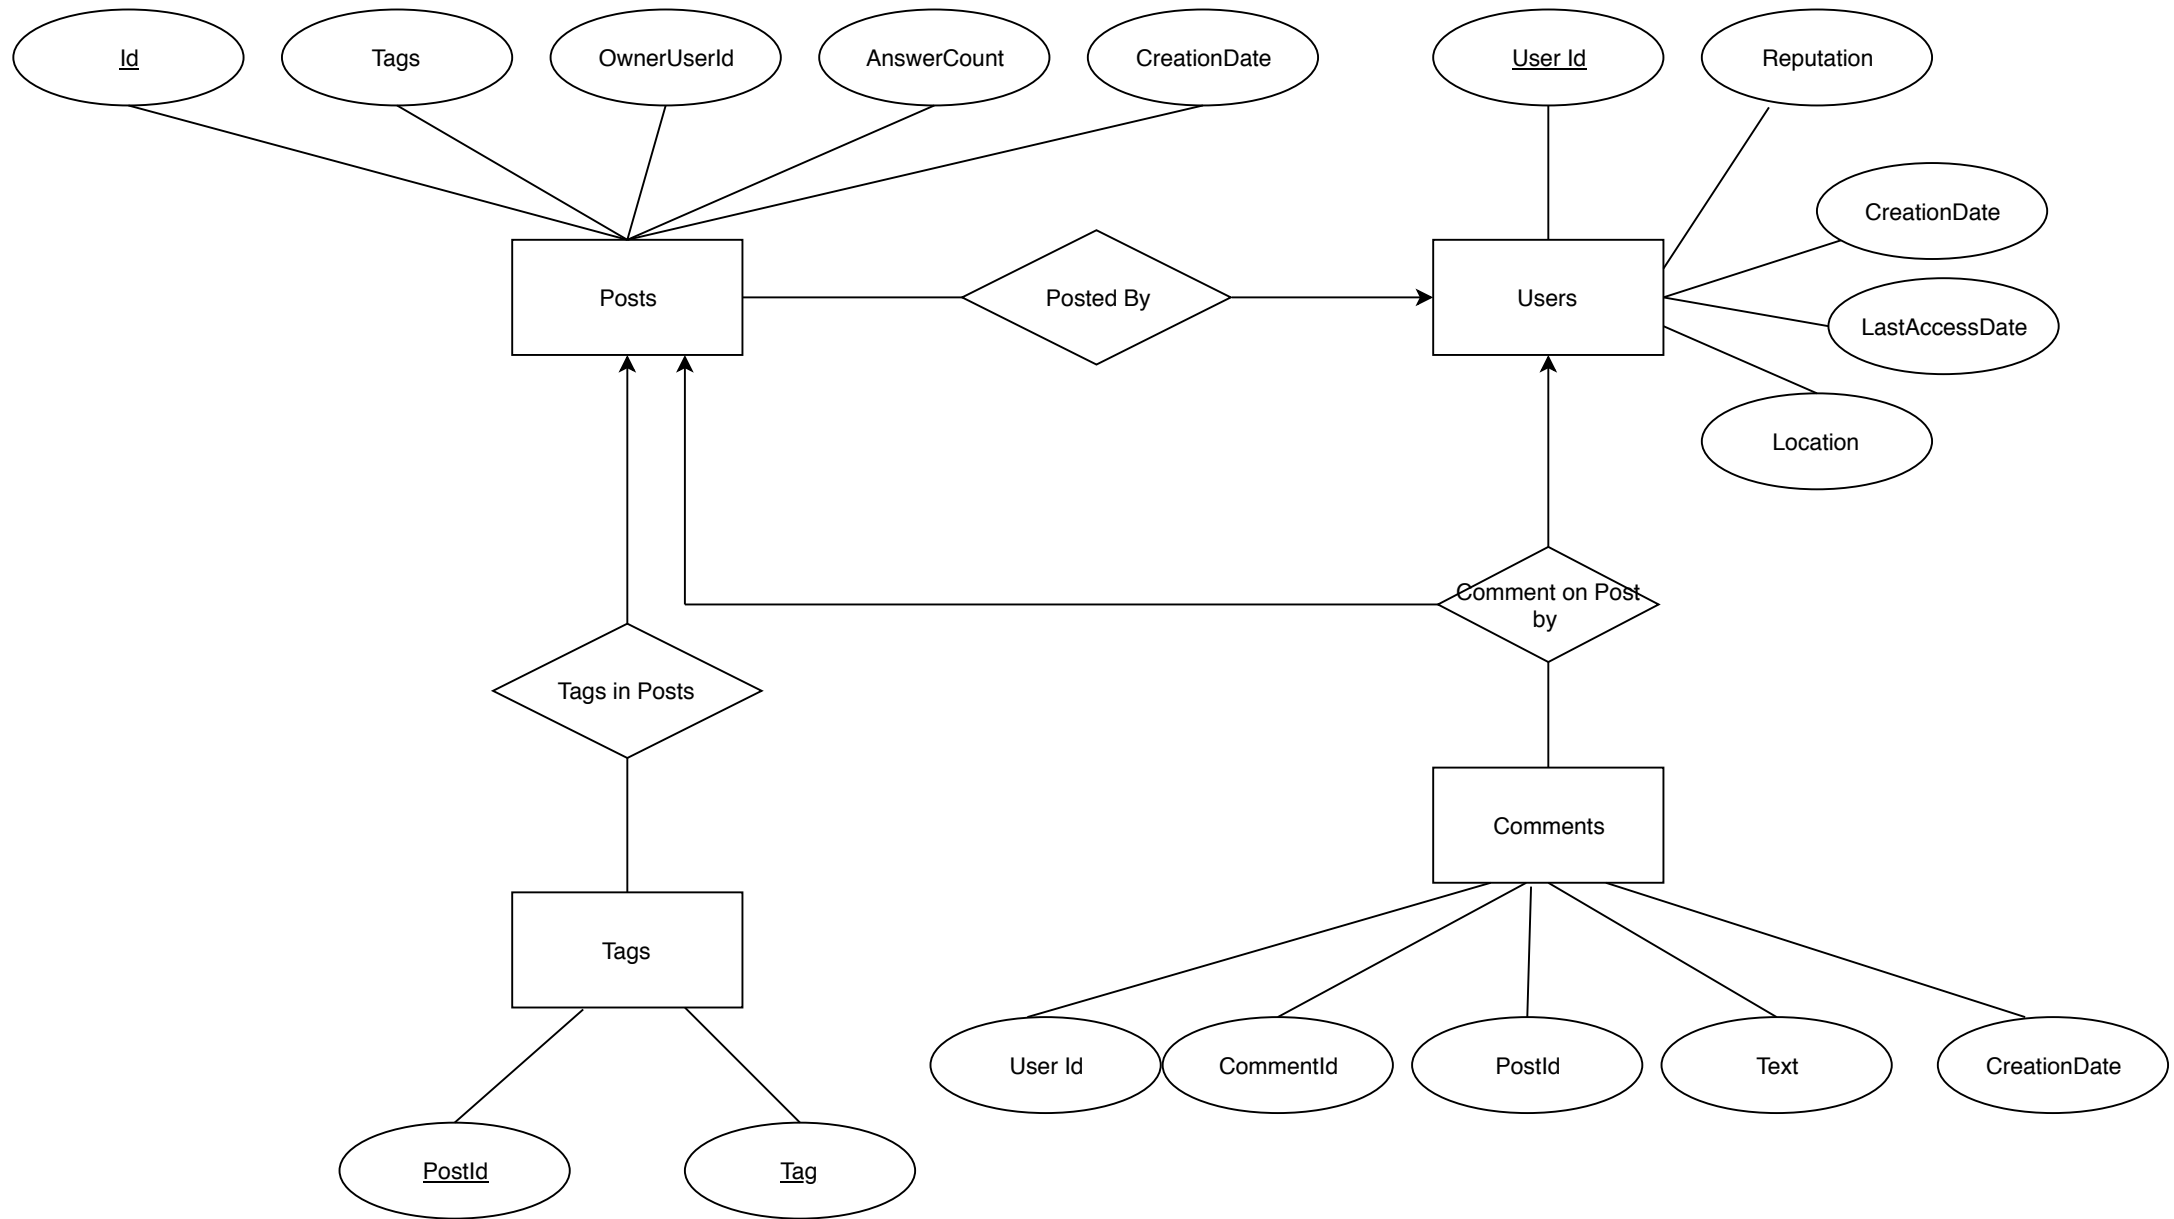 Id
Tags
OwnerUserId
AnswerCount
CreationDate
User Id
Reputation
CreationDate
Posts
Posted By
Users
LastAccessDate
Location
Comment on Post
by
Tags in Posts
Comments
Tags
User Id
CommentId
PostId
Text
CreationDate
PostId
Tag